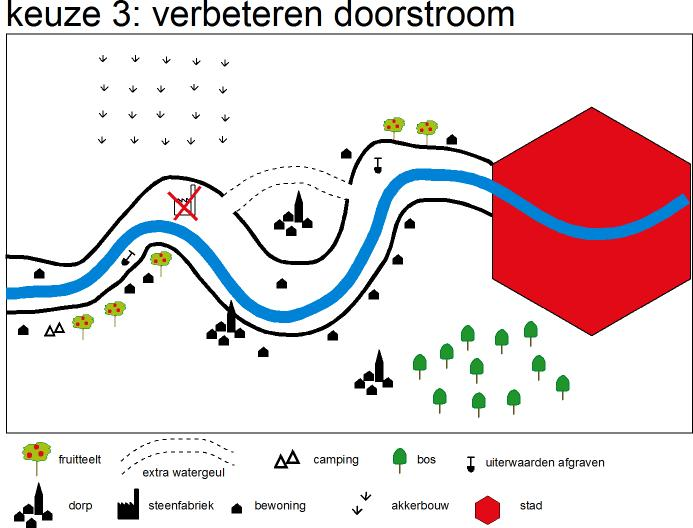 keuze 3: verbeteren doorstroom
fruitteelt
extra watergeul
camping
bos
uiterwaarden afgraven
dorp
steenfabriek
bewoning
akkerbouw
stad